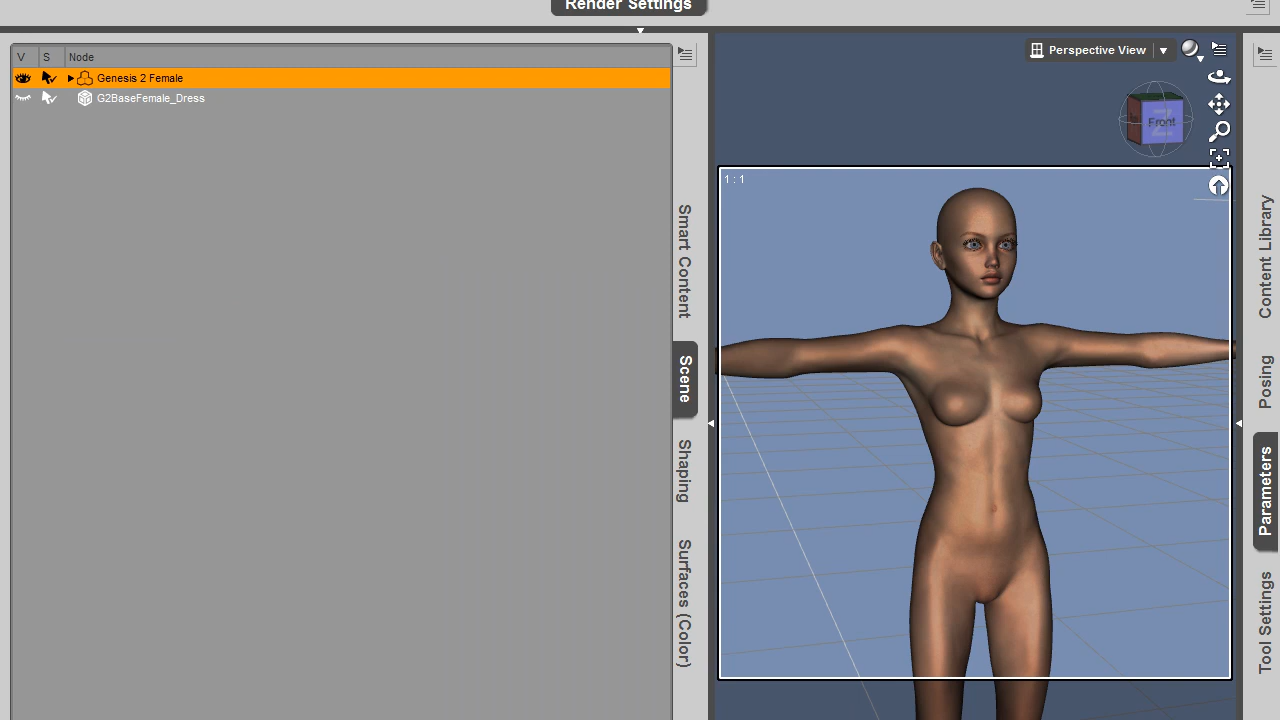 Render Settings
V S Node
Genesis 2 Female
G2BaseFemale_Dress
Smart Content
Scene
Shaping
Surfaces (Color)
Perspective View
Front
1 : 1
Content Library
Posing
Parameters
Tool Settings